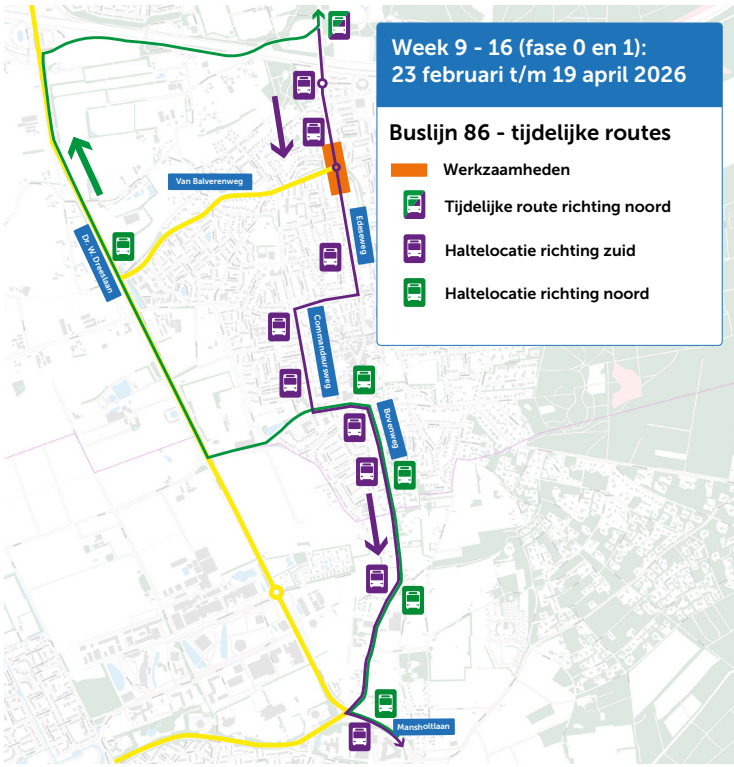 Week 9 - 16 (fase 0 en 1):
23 februari t/m 19 april 2026
Buslijn 86 - tijdelijke routes
Werkzaamheden
Tijdelijke route richting noord
Haltelocatie richting zuid
Haltelocatie richting noord
Van Balverenweg
Edeseweg
Dr. W. Dreeslaan
Commandeursweg
Bovenweg
Mansholtlaan